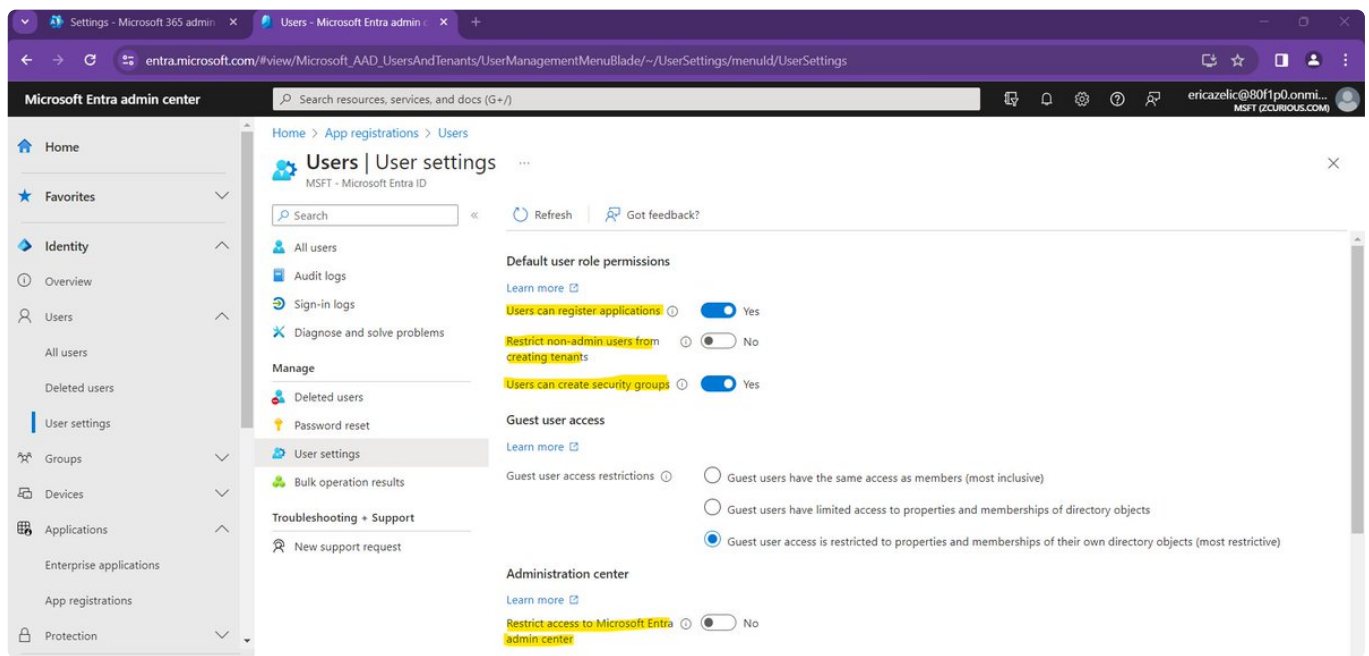 Settings - Microsoft 365 admin
Users - Microsoft Entra admin c
entra.microsoft.com/#view/Microsoft_AAD_UsersAndTenants/UserManagementMenuBlade/~/UserSettings/menuId/UserSettings
Microsoft Entra admin center
Search resources, services, and docs (G+/)
ericazelic@80f1p0.onmi...
MSFT (ZCURIOUS.COM)
Home
Favorites
Identity
Overview
Users
All users
Deleted users
User settings
Groups
Devices
Applications
Enterprise applications
App registrations
Protection
Home > App registrations > Users
Users | User settings ...
MSFT - Microsoft Entra ID
Search «
All users
Audit logs
Sign-in logs
Diagnose and solve problems
Manage
Deleted users
Password reset
User settings
Bulk operation results
Troubleshooting + Support
New support request
Refresh
Got feedback?
Default user role permissions
Learn more
Users can register applications Yes
Restrict non-admin users from No
creating tenants
Users can create security groups Yes
Guest user access
Learn more
Guest user access restrictions
Guest users have the same access as members (most inclusive)
Guest users have limited access to properties and memberships of directory objects
Guest user access is restricted to properties and memberships of their own directory objects (most restrictive)
Administration center
Learn more
Restrict access to Microsoft Entra No
admin center